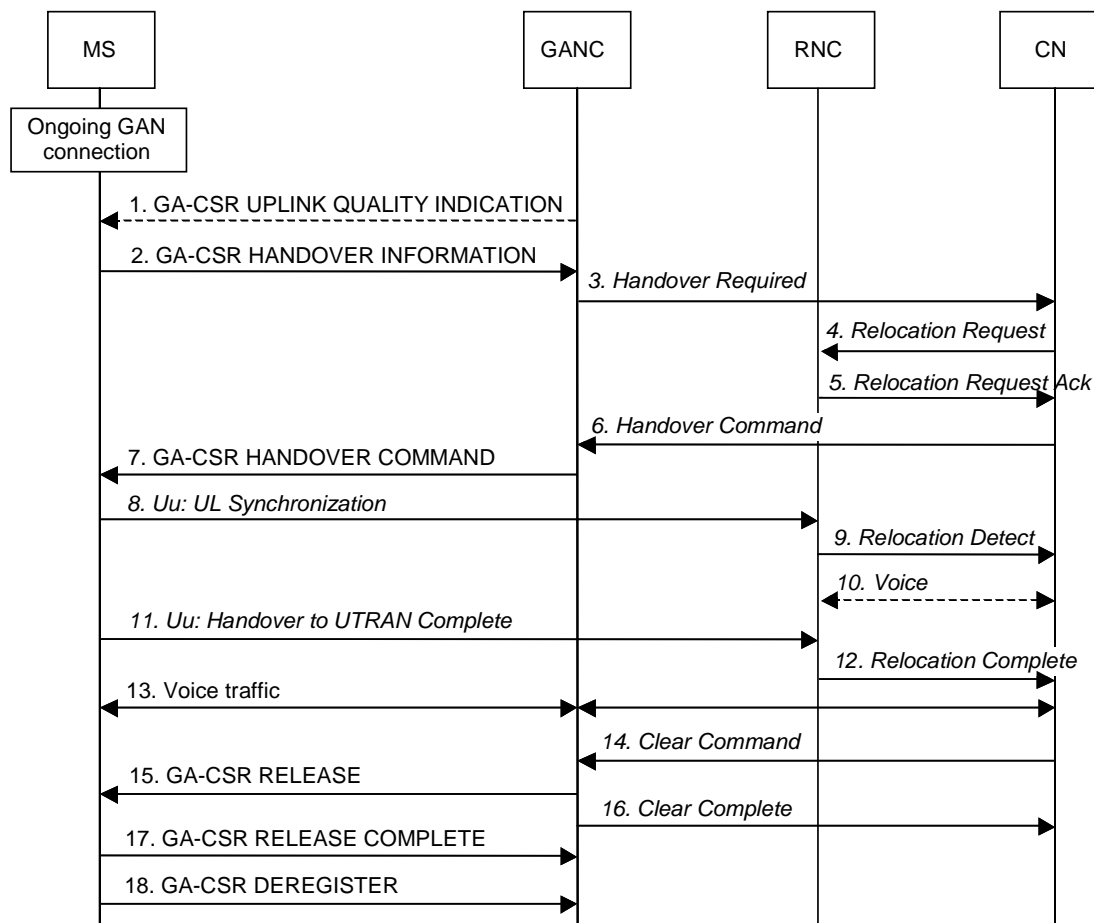 MS
GANC
RNC
CN
Ongoing GAN
connection
1. GA-CSR UPLINK QUALITY INDICATION
2. GA-CSR HANDOVER INFORMATION
3. Handover Required
4. Relocation Request
5. Relocation Request Ack
6. Handover Command
7. GA-CSR HANDOVER COMMAND
8. Uu: UL Synchronization
9. Relocation Detect
10. Voice
11. Uu: Handover to UTRAN Complete
12. Relocation Complete
13. Voice traffic
14. Clear Command
15. GA-CSR RELEASE
16. Clear Complete
17. GA-CSR RELEASE COMPLETE
18. GA-CSR DEREGISTER